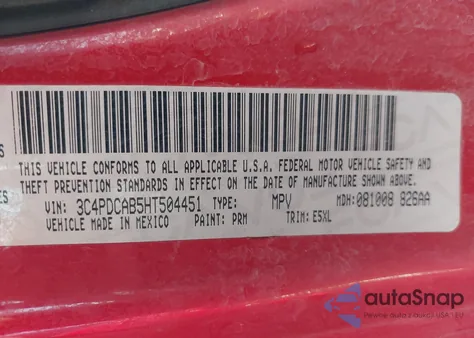 THIS VEHICLE CONFORMS TO ALL APPLICABLE U.S.A. FEDERAL MOTOR VEHICLE SAFETY AND
THEFT PREVENTION STANDARDS IN EFFECT ON THE DATE OF MANUFACTURE SHOWN ABOVE.
VIN: 3C4PDCAB5HT504451 TYPE: MPV MDH: 081008 826AA
VEHICLE MADE IN MEXICO PAINT: PRM TRIM: E5XL
autoSnap